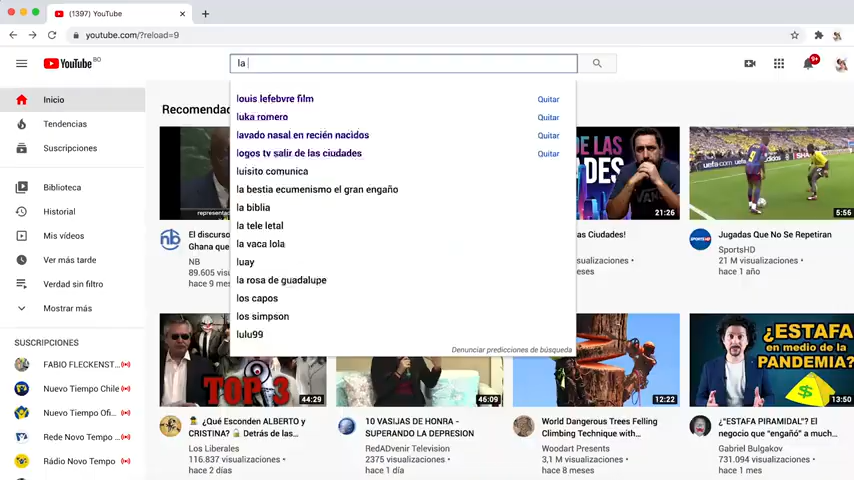 (1397) YouTube
youtube.com/?reload=9
YouTube BO
la
9+
Inicio
Tendencias
Suscripciones
Biblioteca
Historial
Mis vídeos
Ver más tarde
Verdad sin filtro
Mostrar más
SUSCRIPCIONES
FABIO FLECKENST...
Nuevo Tiempo Chile
Nuevo Tiempo Ofi...
Rede Novo Tempo ...
Rádio Novo Tempo
Recomendad
louis lefebvre film Quitar
luka romero Quitar
lavado nasal en recién nacidos Quitar
logos tv salir de las ciudades Quitar
luisito comunica
la bestia ecumenismo el gran engaño
la biblia
la tele letal
la vaca lola
luay
la rosa de guadalupe
los capos
los simpson
lulu99
Denunciar predicciones de búsqueda
representa
nb
El discurso
Ghana que
NB
89.605 vis
hace 9 mes
DE LAS
21:26
Ciudades!
sualizaciones •
eses
5:56
SPORTSHD
Jugadas Que No Se Repetiran
SportsHD
21 M visualizaciones •
hace 1 año
TOP 3
44:29
¿Qué Esconden ALBERTO y
CRISTINA? Detrás de las...
Los Liberales
116.837 visualizaciones •
hace 2 días
46:09
10 VASIJAS DE HONRA -
SUPERANDO LA DEPRESION
RedADvenir Television
2375 visualizaciones •
hace 1 día
12:22
World Dangerous Trees Felling
Climbing Technique with...
Woodart Presents
3,1 M visualizaciones •
hace 8 meses
¿ESTAFA
en medio de la
PANDEMIA?
$
13:50
¿"ESTAFA PIRAMIDAL"? El
negocio que "engañó" a much...
Gabriel Bulgakov
731.094 visualizaciones •
hace 1 mes